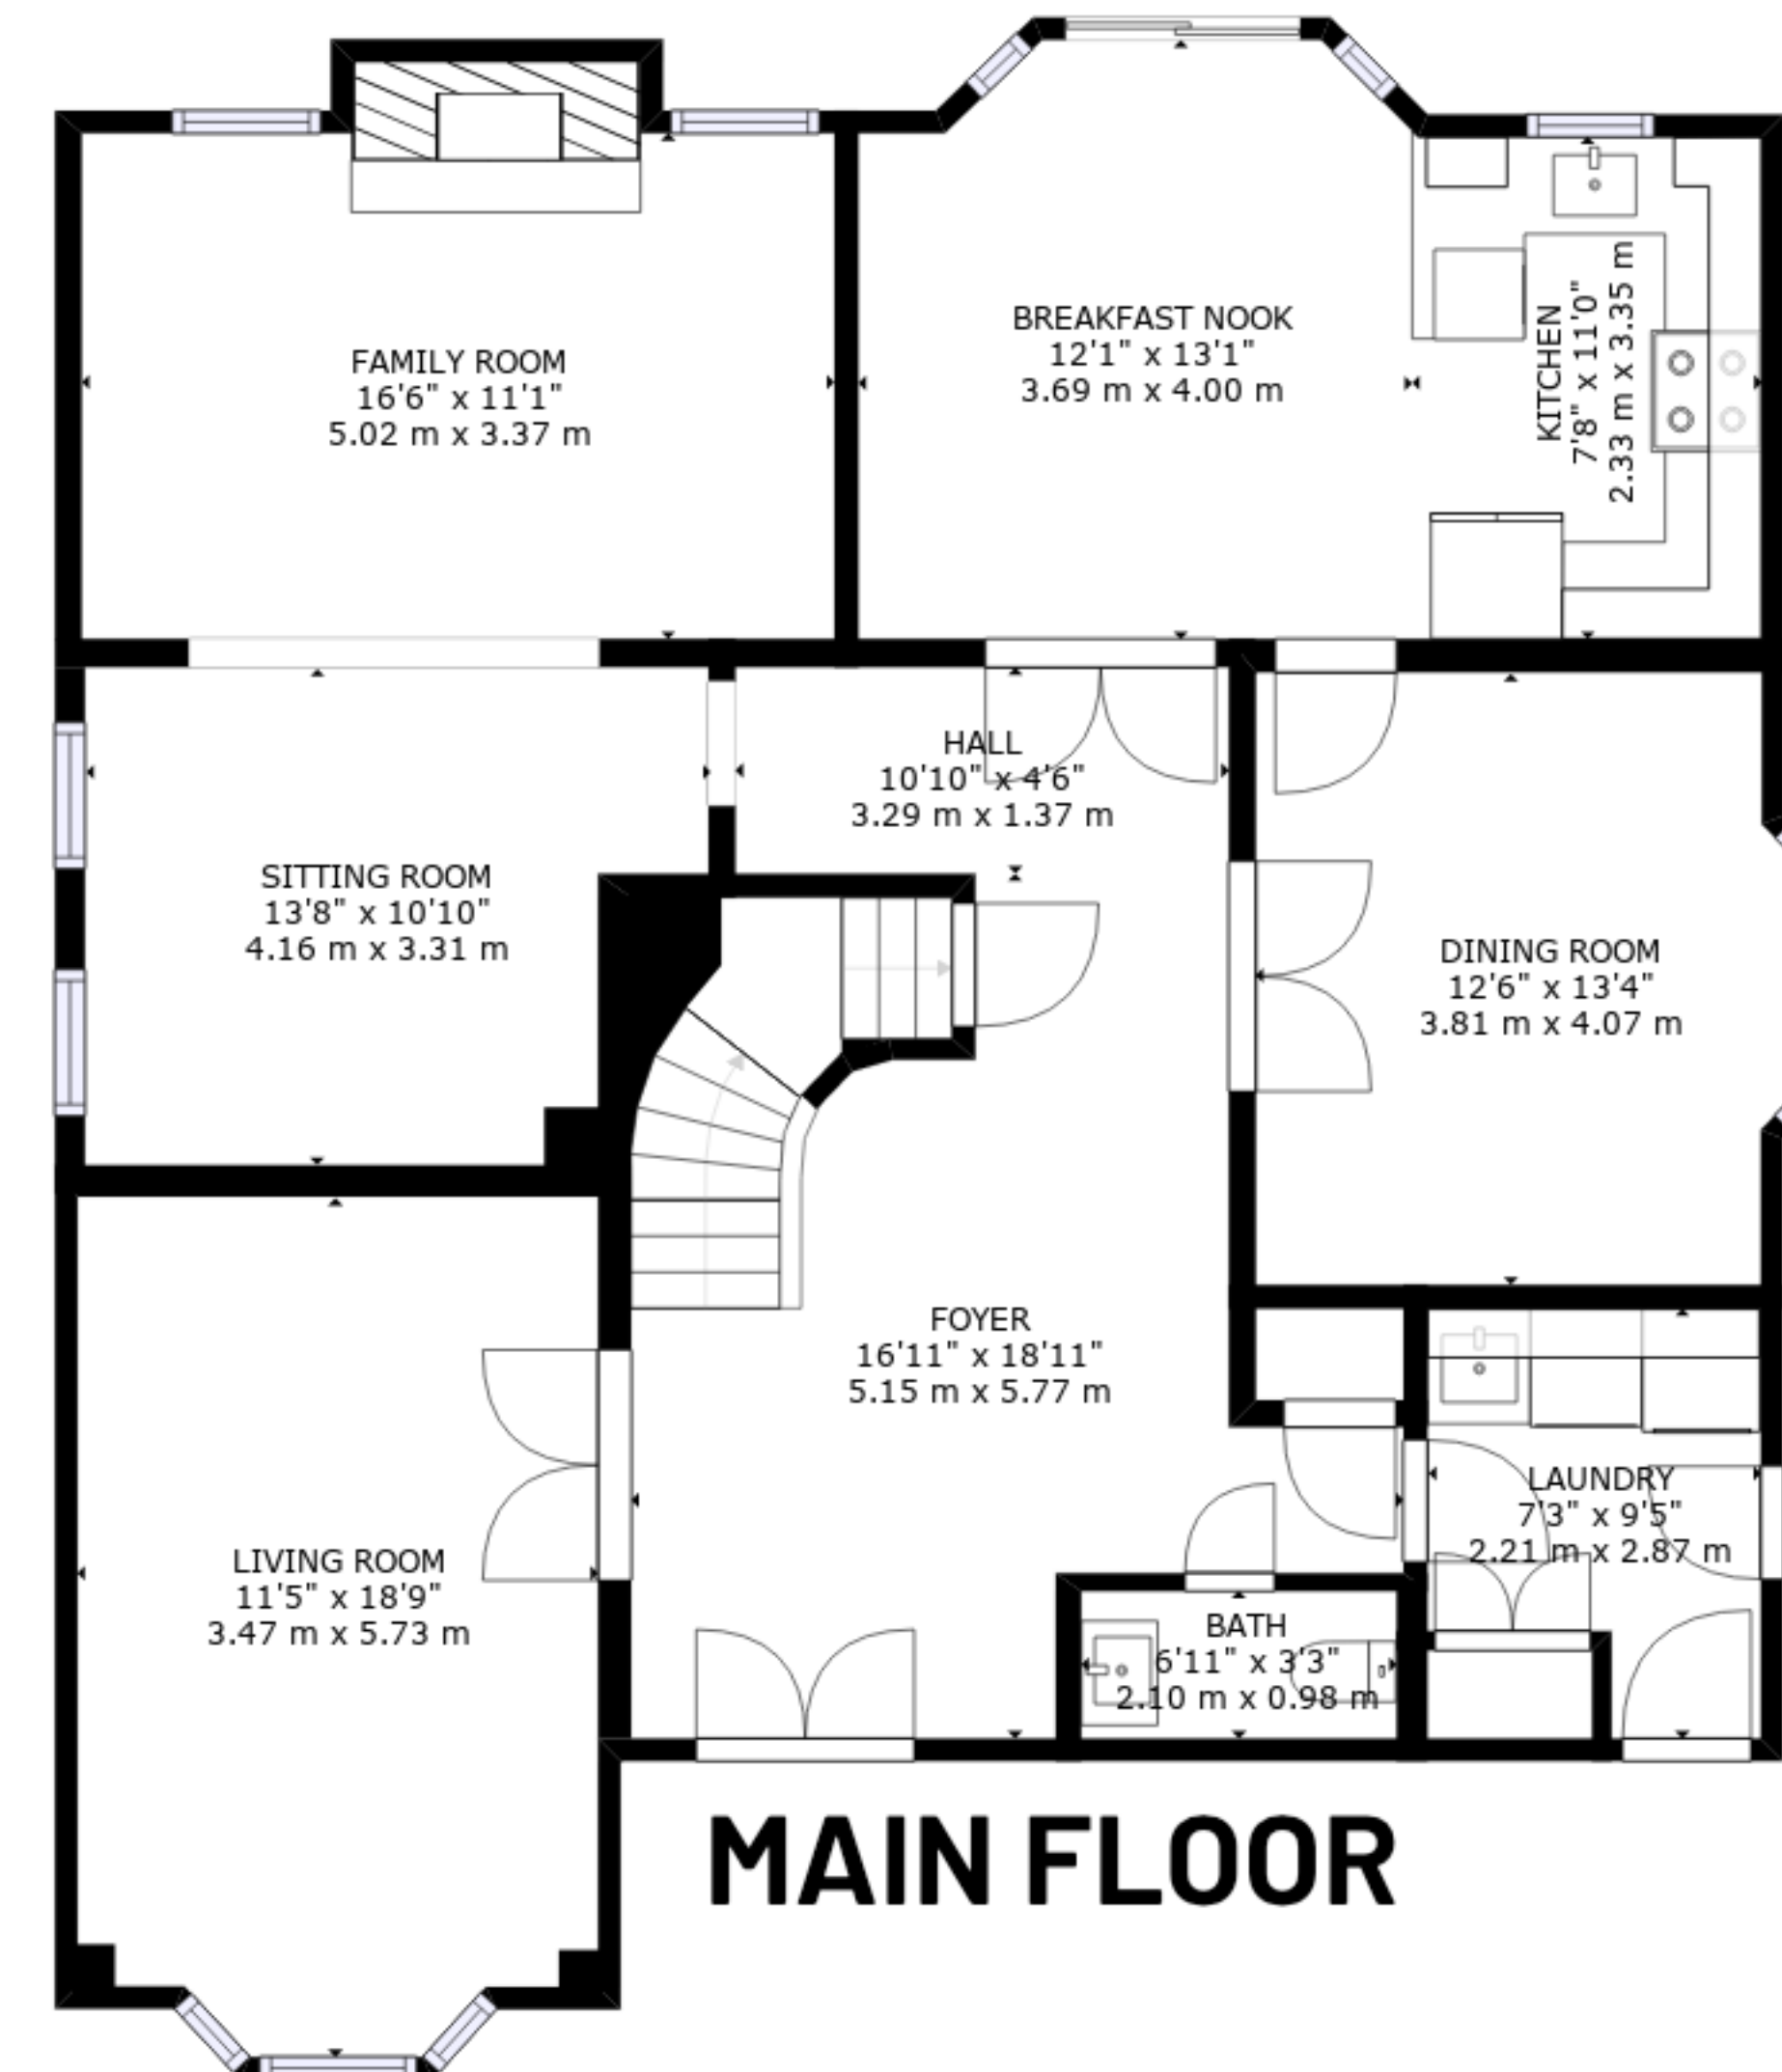 FAMILY ROOM
16'6" x 11'1"
5.02 m x 3.37 m
BREAKFAST NOOK
12'1" x 13'1"
3.69 m x 4.00 m
KITCHEN
7'8" x 11'0"
2.33 m x 3.35 m
HALL
10'10" x 4'6"
3.29 m x 1.37 m
SITTING ROOM
13'8" x 10'10"
4.16 m x 3.31 m
DINING ROOM
12'6" x 13'4"
3.81 m x 4.07 m
FOYER
16'11" x 18'11"
5.15 m x 5.77 m
LAUNDRY
7'3" x 9'5"
2.21 m x 2.87 m
LIVING ROOM
11'5" x 18'9"
3.47 m x 5.73 m
BATH
6'11" x 3'3"
2.10 m x 0.98 m
MAIN FLOOR